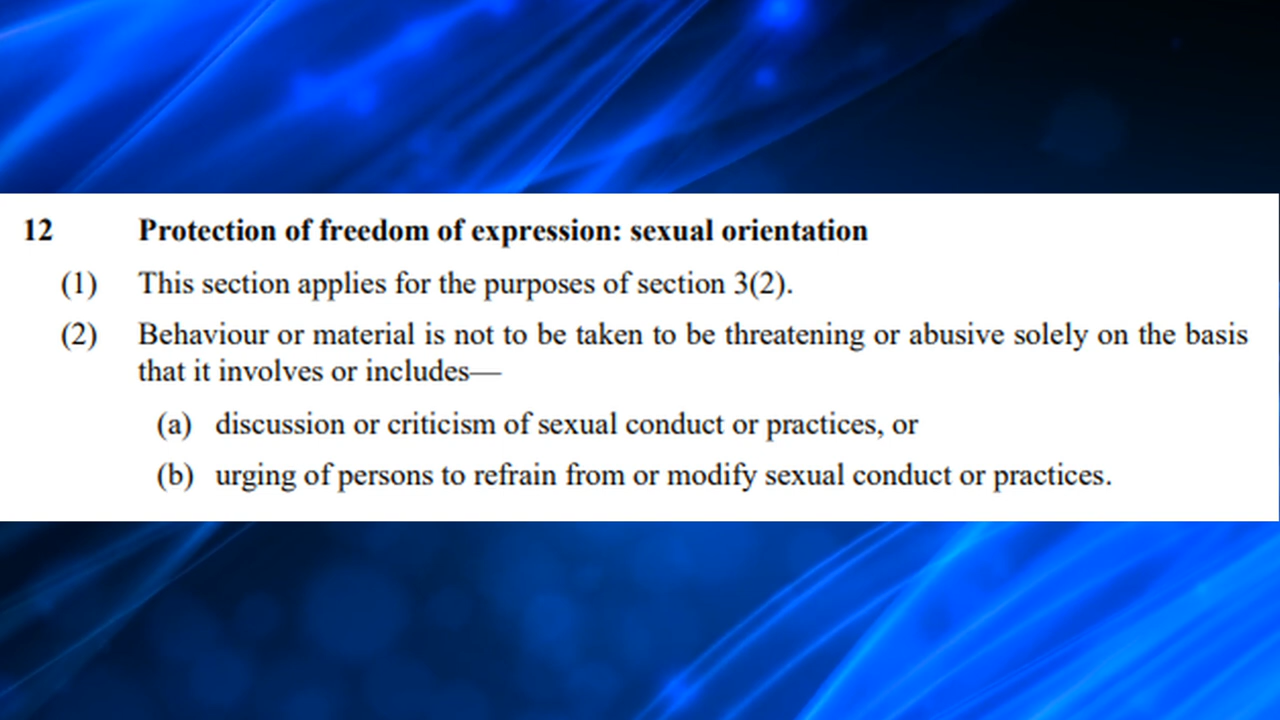 12 Protection of freedom of expression: sexual orientation
(1) This section applies for the purposes of section 3(2).
(2) Behaviour or material is not to be taken to be threatening or abusive solely on the basis
that it involves or includes—
(a) discussion or criticism of sexual conduct or practices, or
(b) urging of persons to refrain from or modify sexual conduct or practices.